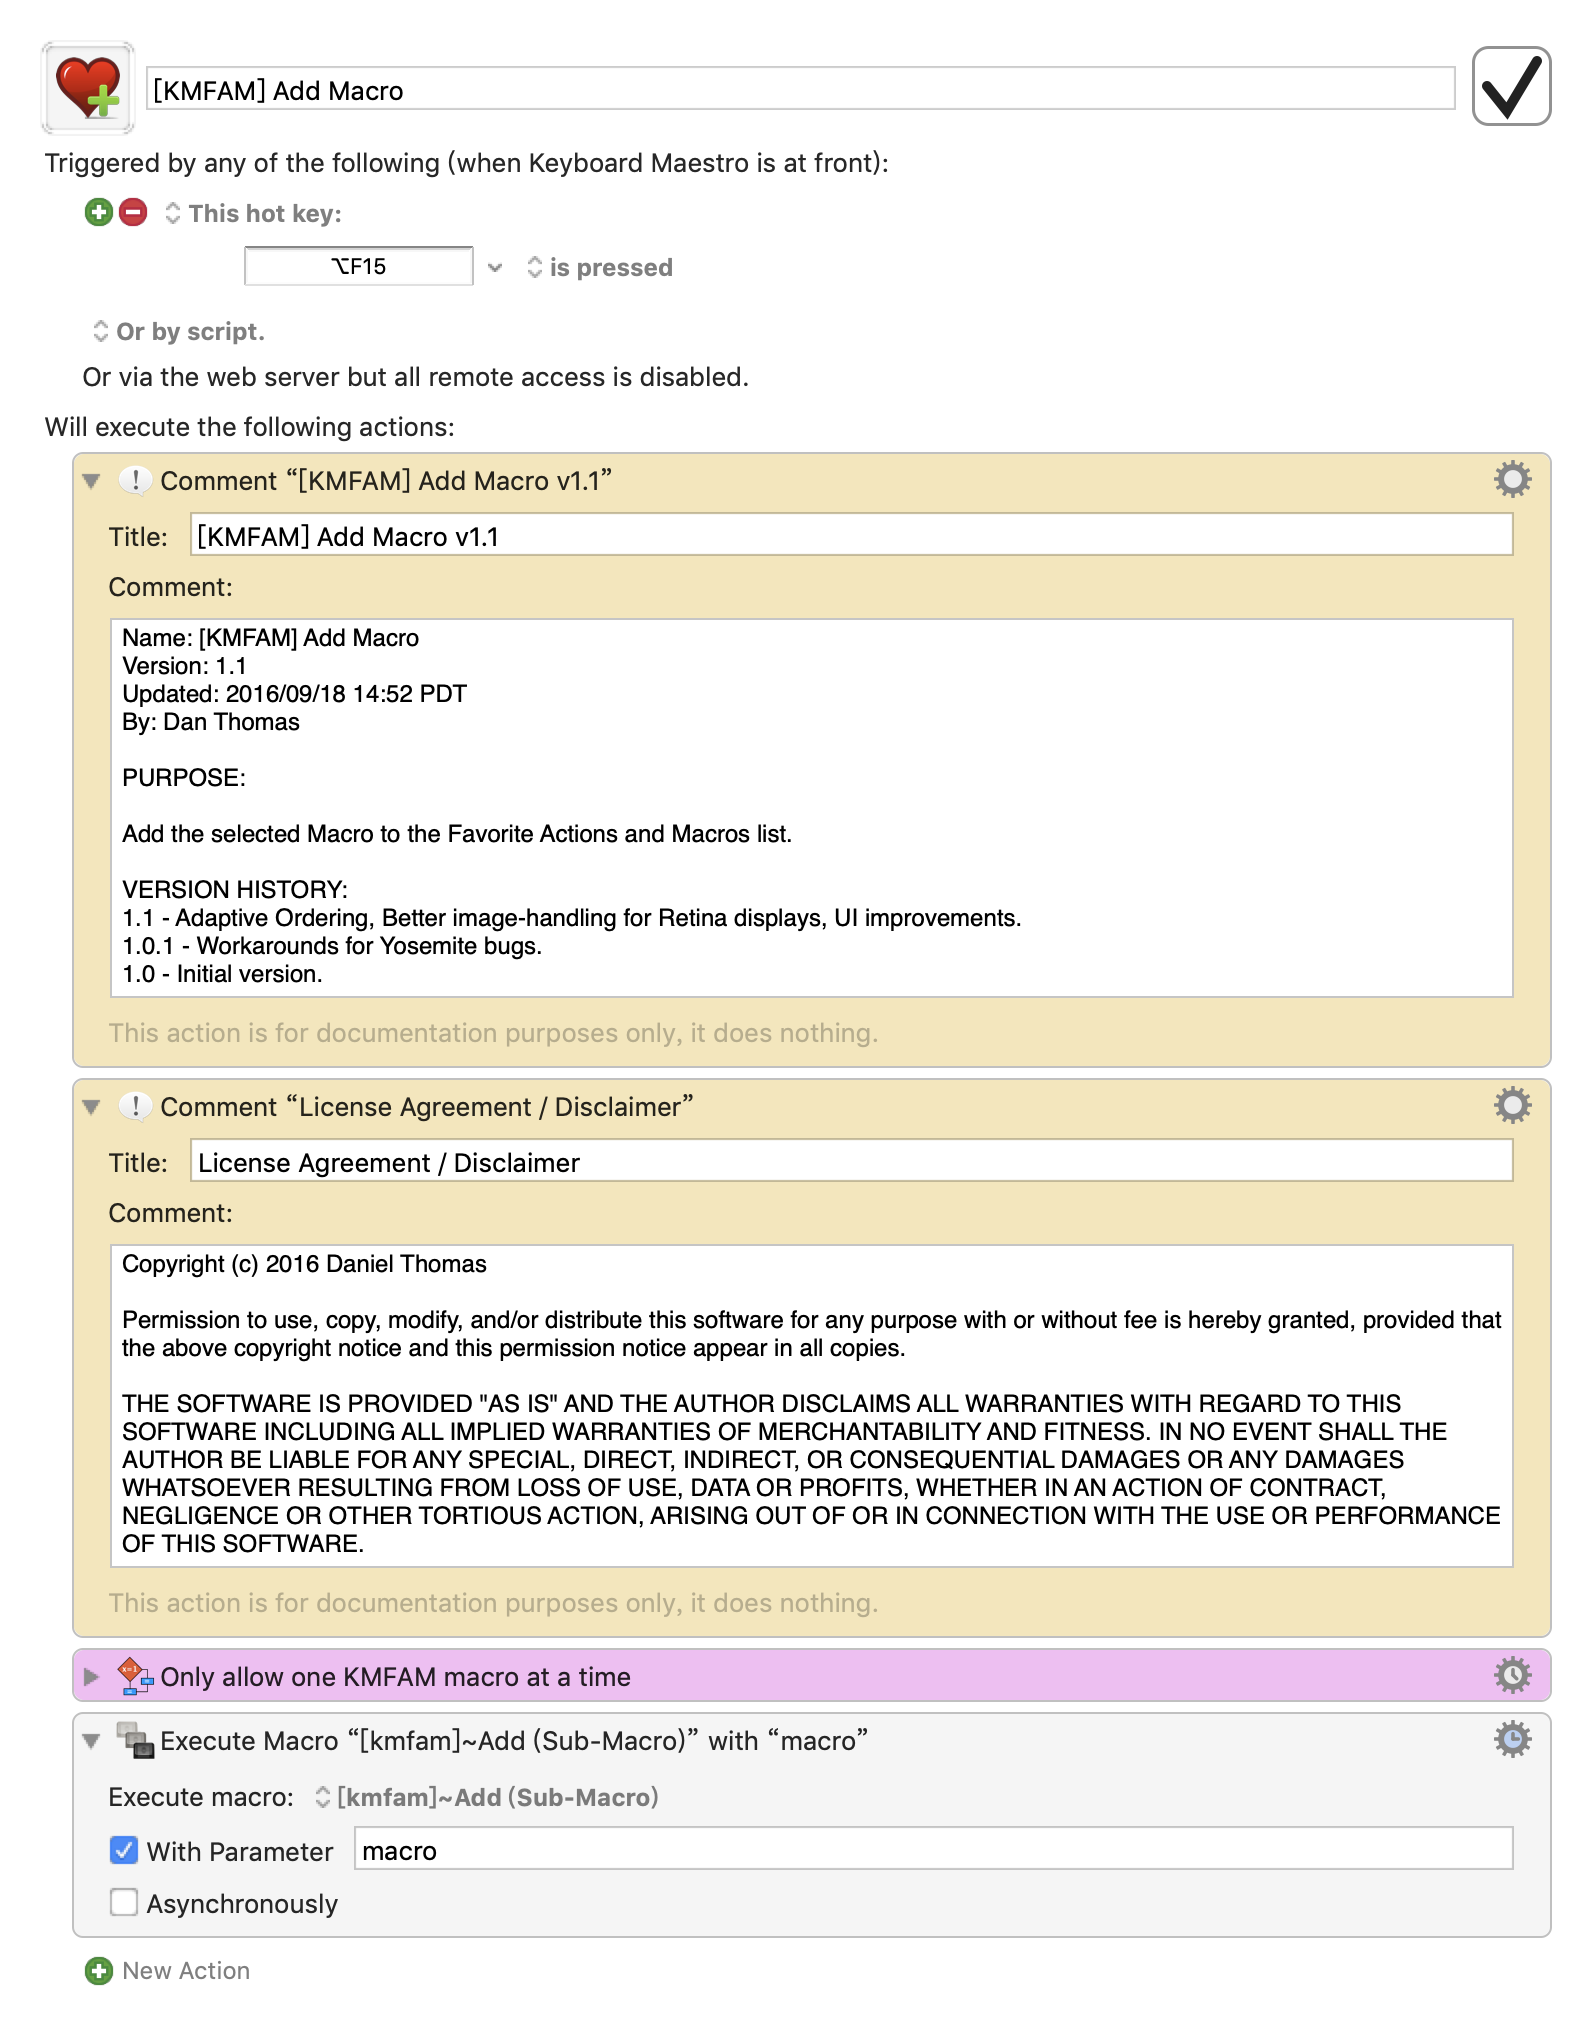 [KMFAM] Add Macro
Triggered by any of the following (when Keyboard Maestro is at front):
This hot key:
⌥F15
is pressed
Or by script.
Or via the web server but all remote access is disabled.
Will execute the following actions:
Comment “[KMFAM] Add Macro v1.1”
Title: [KMFAM] Add Macro v1.1
Comment:
Name: [KMFAM] Add Macro
Version: 1.1
Updated: 2016/09/18 14:52 PDT
By: Dan Thomas
PURPOSE:
Add the selected Macro to the Favorite Actions and Macros list.
VERSION HISTORY:
1.1 - Adaptive Ordering, Better image-handling for Retina displays, UI improvements.
1.0.1 - Workarounds for Yosemite bugs.
1.0 - Initial version.
This action is for documentation purposes only, it does nothing.
Comment “License Agreement / Disclaimer”
Title: License Agreement / Disclaimer
Comment:
Copyright (c) 2016 Daniel Thomas
Permission to use, copy, modify, and/or distribute this software for any purpose with or without fee is hereby granted, provided that
the above copyright notice and this permission notice appear in all copies.
THE SOFTWARE IS PROVIDED "AS IS" AND THE AUTHOR DISCLAIMS ALL WARRANTIES WITH REGARD TO THIS
SOFTWARE INCLUDING ALL IMPLIED WARRANTIES OF MERCHANTABILITY AND FITNESS. IN NO EVENT SHALL THE
AUTHOR BE LIABLE FOR ANY SPECIAL, DIRECT, INDIRECT, OR CONSEQUENTIAL DAMAGES OR ANY DAMAGES
WHATSOEVER RESULTING FROM LOSS OF USE, DATA OR PROFITS, WHETHER IN AN ACTION OF CONTRACT,
NEGLIGENCE OR OTHER TORTIOUS ACTION, ARISING OUT OF OR IN CONNECTION WITH THE USE OR PERFORMANCE
OF THIS SOFTWARE.
This action is for documentation purposes only, it does nothing.
Only allow one KMFAM macro at a time
Execute Macro “[kmfam]~Add (Sub-Macro)” with “macro”
Execute macro: [kmfam]~Add (Sub-Macro)
With Parameter macro
Asynchronously
New Action